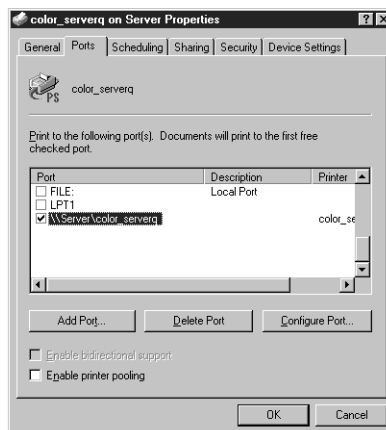 color_serverq on Server Properties
General Ports Scheduling Sharing Security Device Settings
PS
color_serverq
Print to the following port(s). Documents will print to the first free
checked port.
Port Description Printer
FILE: Local Port
LPT1
\\Server\color_serverq color_se
Add Port... Delete Port Configure Port...
Enable bidirectional support
Enable printer pooling
OK Cancel